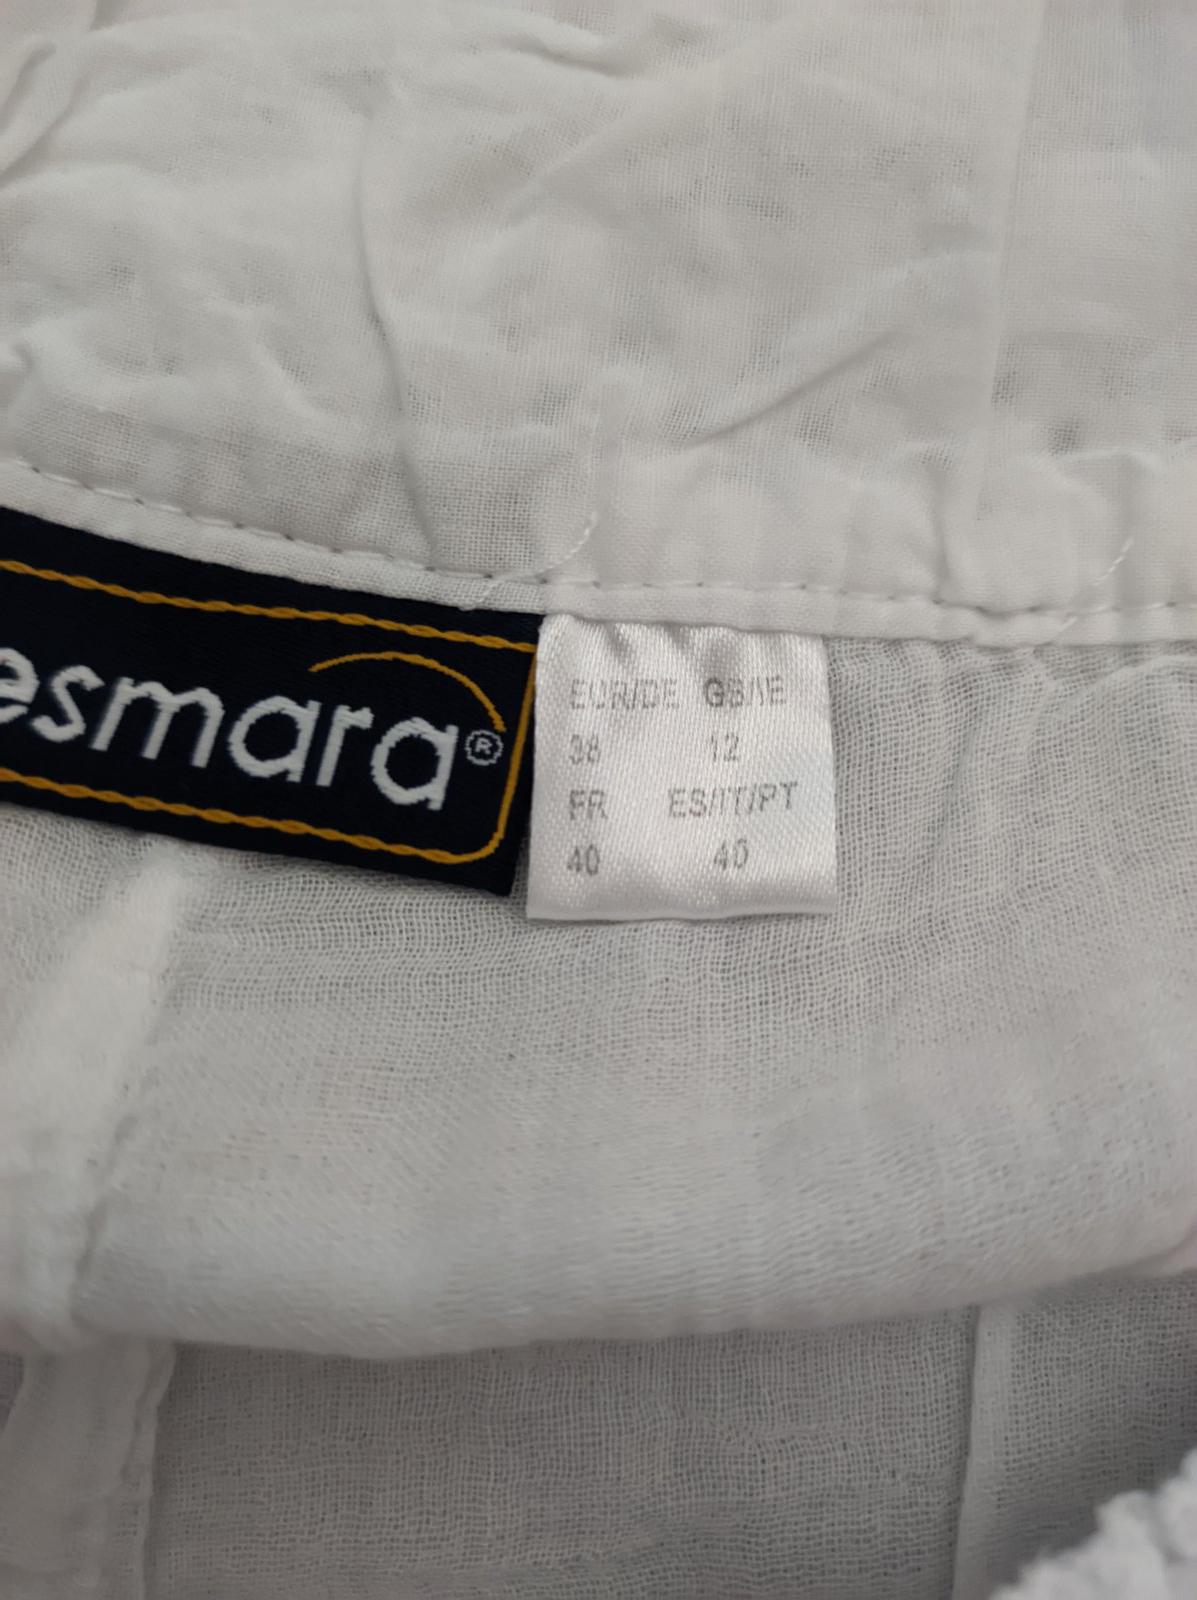 esmara®
EUR/DE GB/IE
38 12
FR ES/IT/PT
40 40